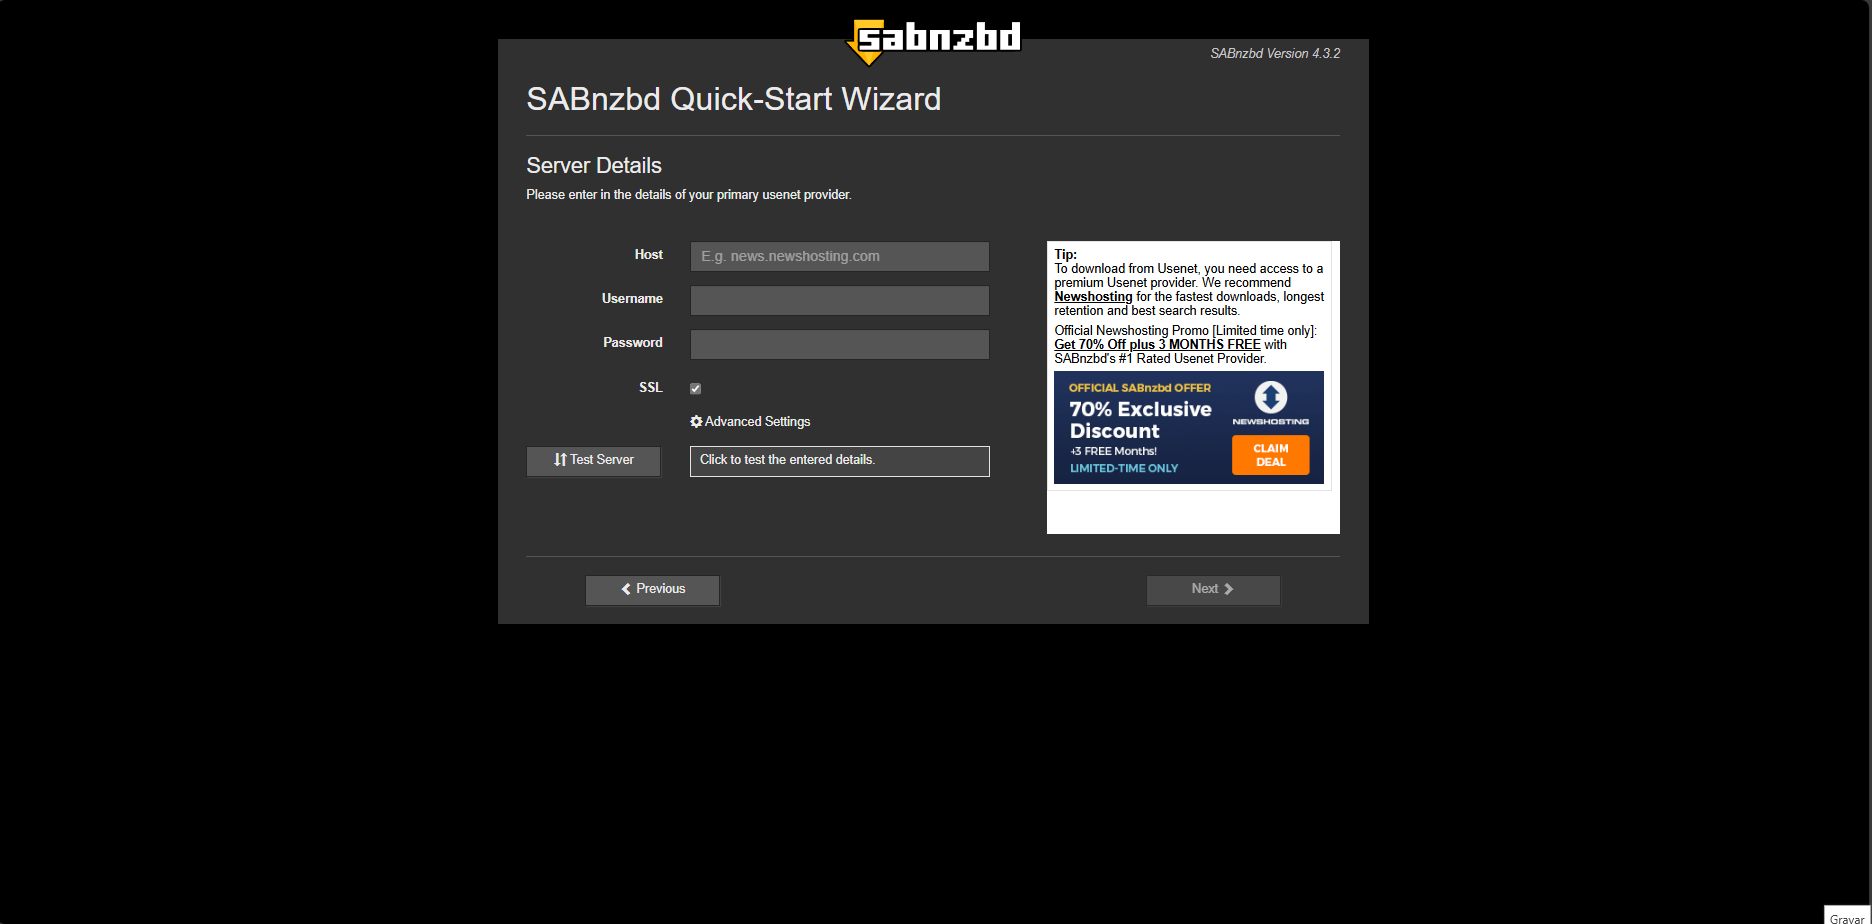 sabnzbd
SABnzbd Version 4.3.2
SABnzbd Quick-Start Wizard
Server Details
Please enter in the details of your primary usenet provider.
Host
E.g. news.newshosting.com
Username
Password
SSL
Advanced Settings
Test Server
Click to test the entered details.
Tip:
To download from Usenet, you need access to a
premium Usenet provider. We recommend
Newshosting for the fastest downloads, longest
retention and best search results.
Official Newshosting Promo [Limited time only]:
Get 70% Off plus 3 MONTHS FREE with
SABnzbd's #1 Rated Usenet Provider.
OFFICIAL SABnzbd OFFER
70% Exclusive
Discount
+3 FREE Months!
LIMITED-TIME ONLY
NEWSHOSTING
CLAIM
DEAL
Previous
Next
Gravar